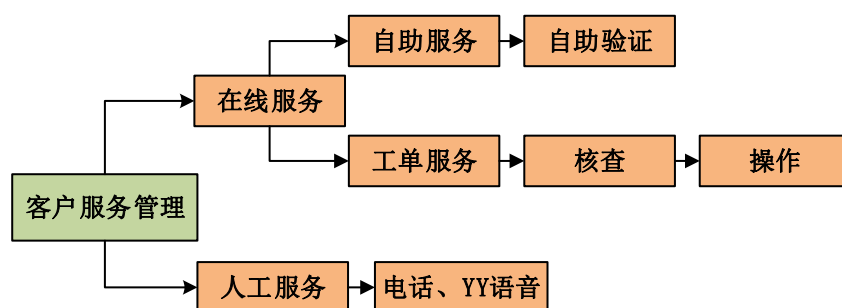 自助服务
自助验证
在线服务
工单服务
核查
操作
客户服务管理
人工服务
电话、YY语音